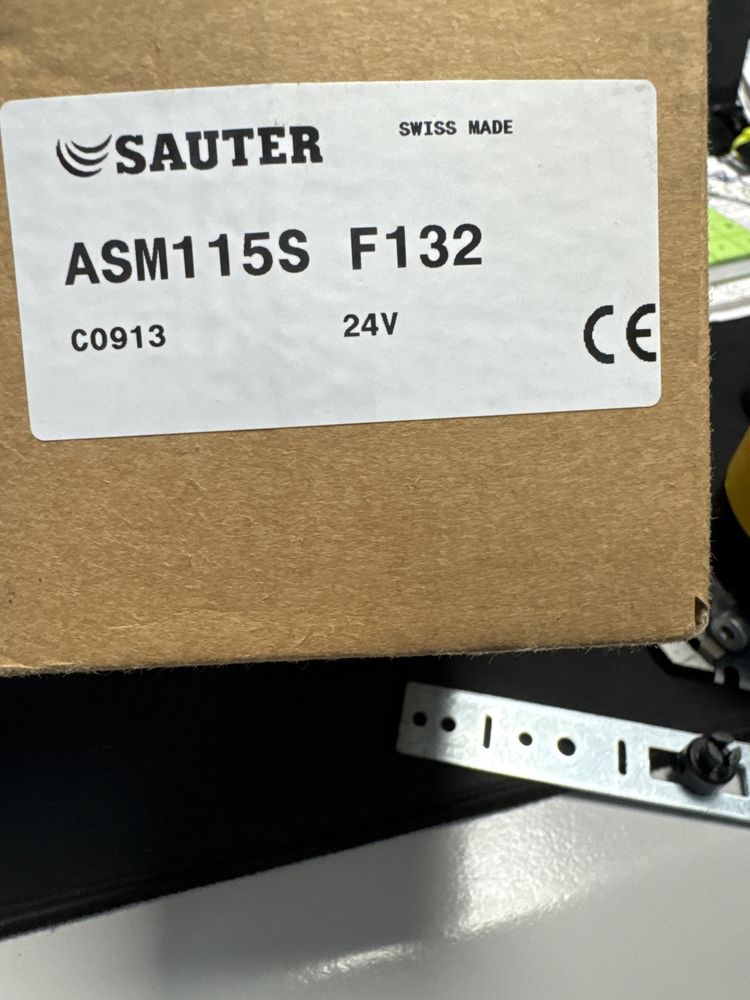 SAUTER
SWISS MADE
ASM115S F132
C0913
24V
CE